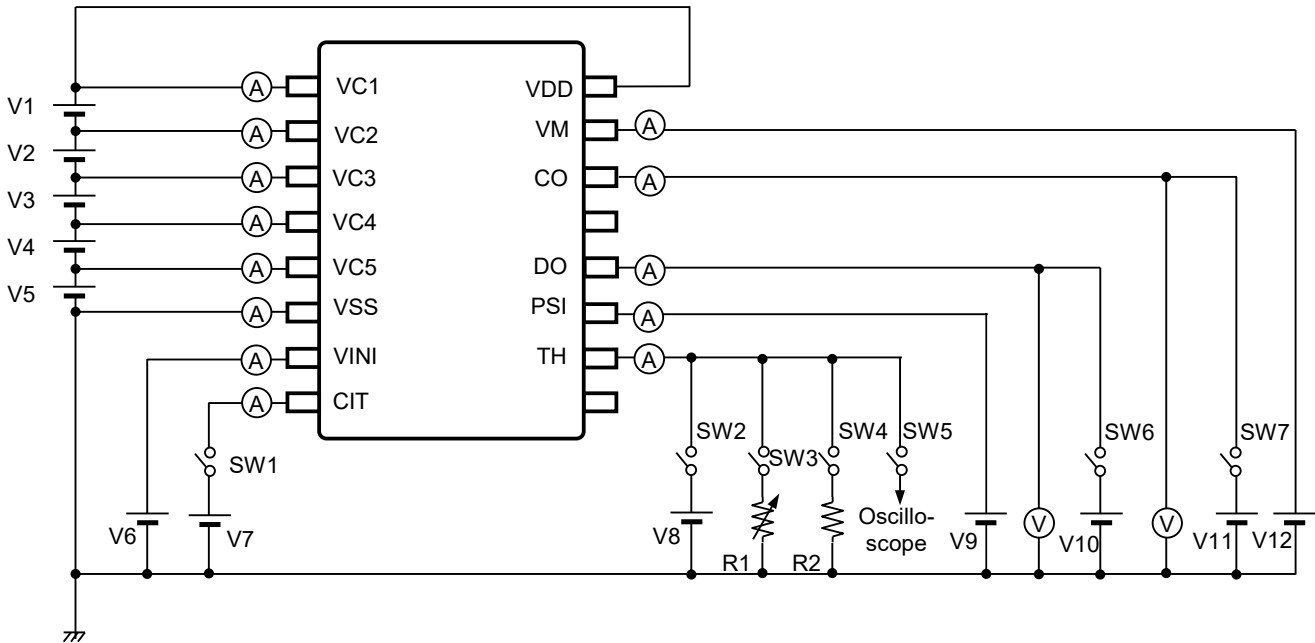 A VC1
VDD
V1
VM A
A VC2
V2
A VC3
CO A
V3
A VC4
V4
A VC5
DO A
V5
A VSS
PSI A
A VINI
TH A
A CIT
SW1
SW2
SW3
SW4
SW5
SW6
SW7
V6
V7
V8
R1
R2
Oscillo-
scope
V9
V
V10
V
V11
V12